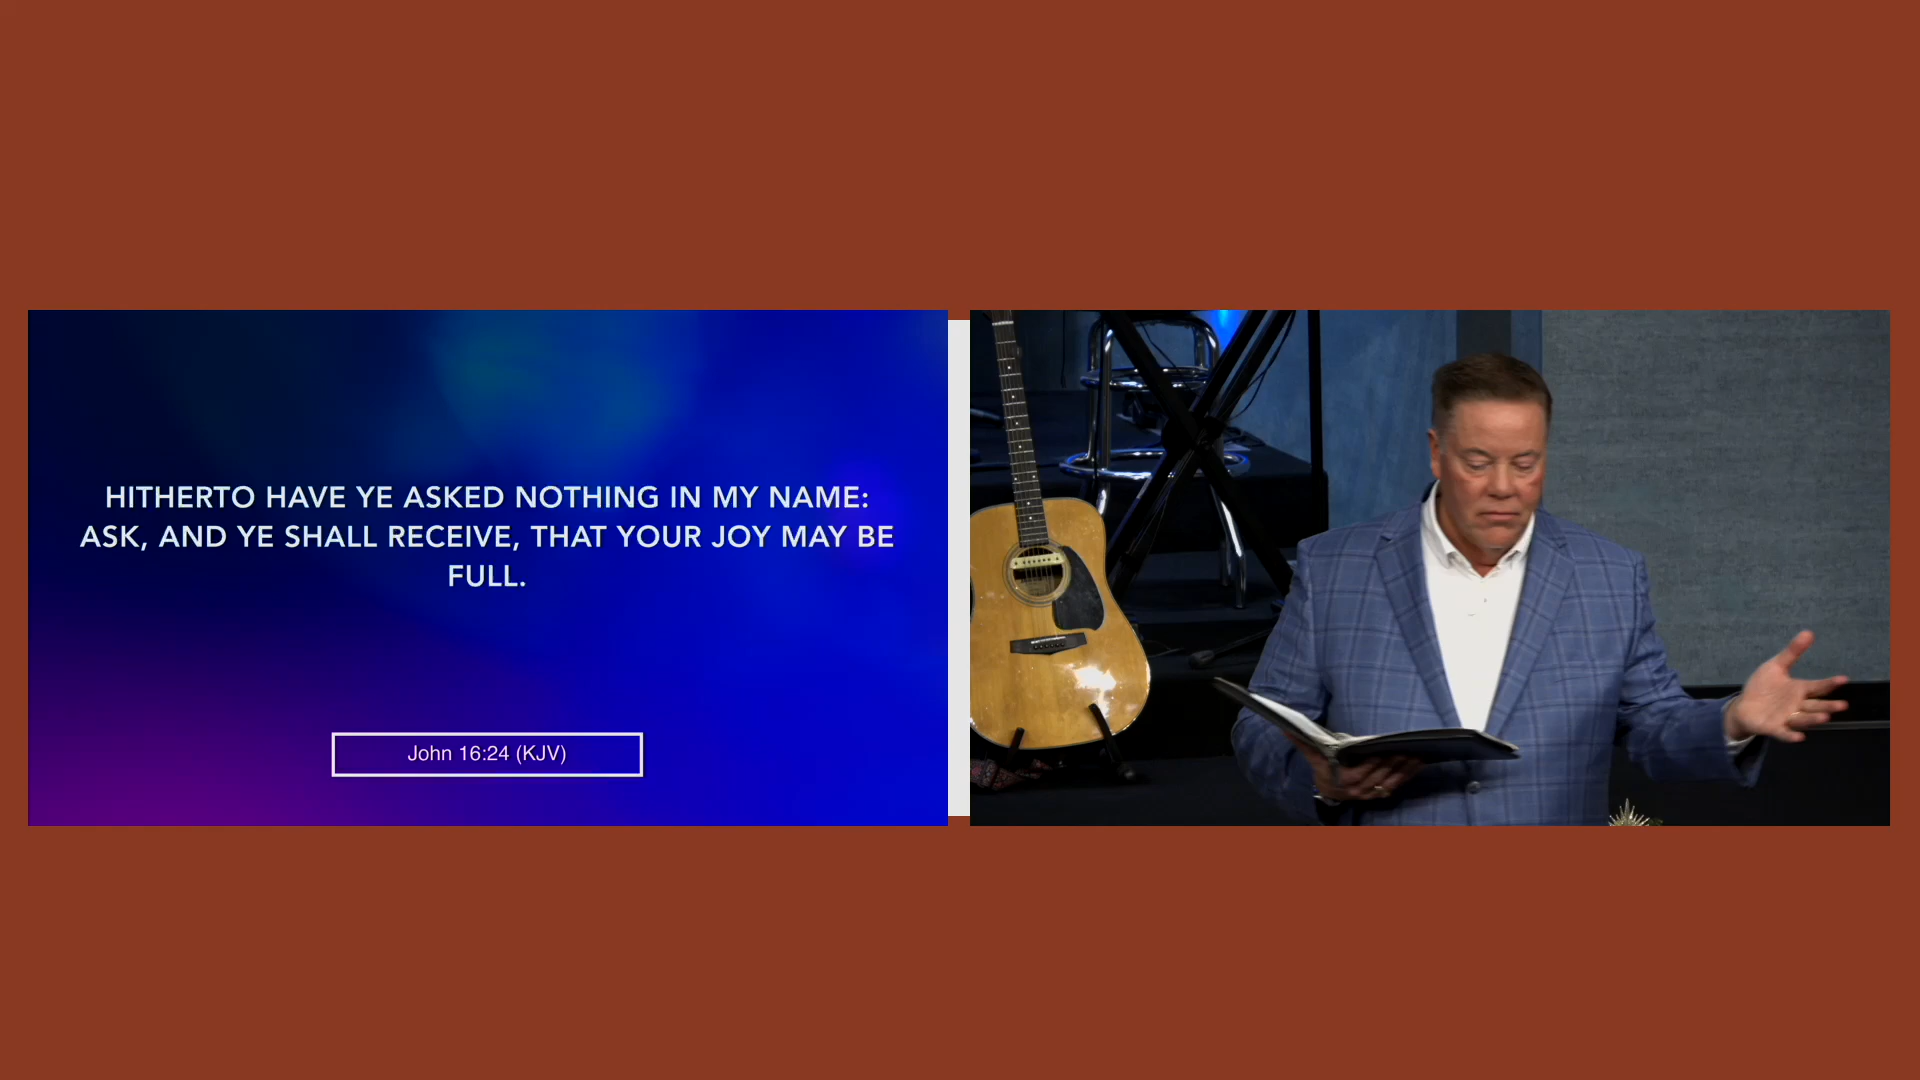 HITHERTO HAVE YE ASKED NOTHING IN MY NAME:
ASK, AND YE SHALL RECEIVE, THAT YOUR JOY MAY BE
FULL.
John 16:24 (KJV)